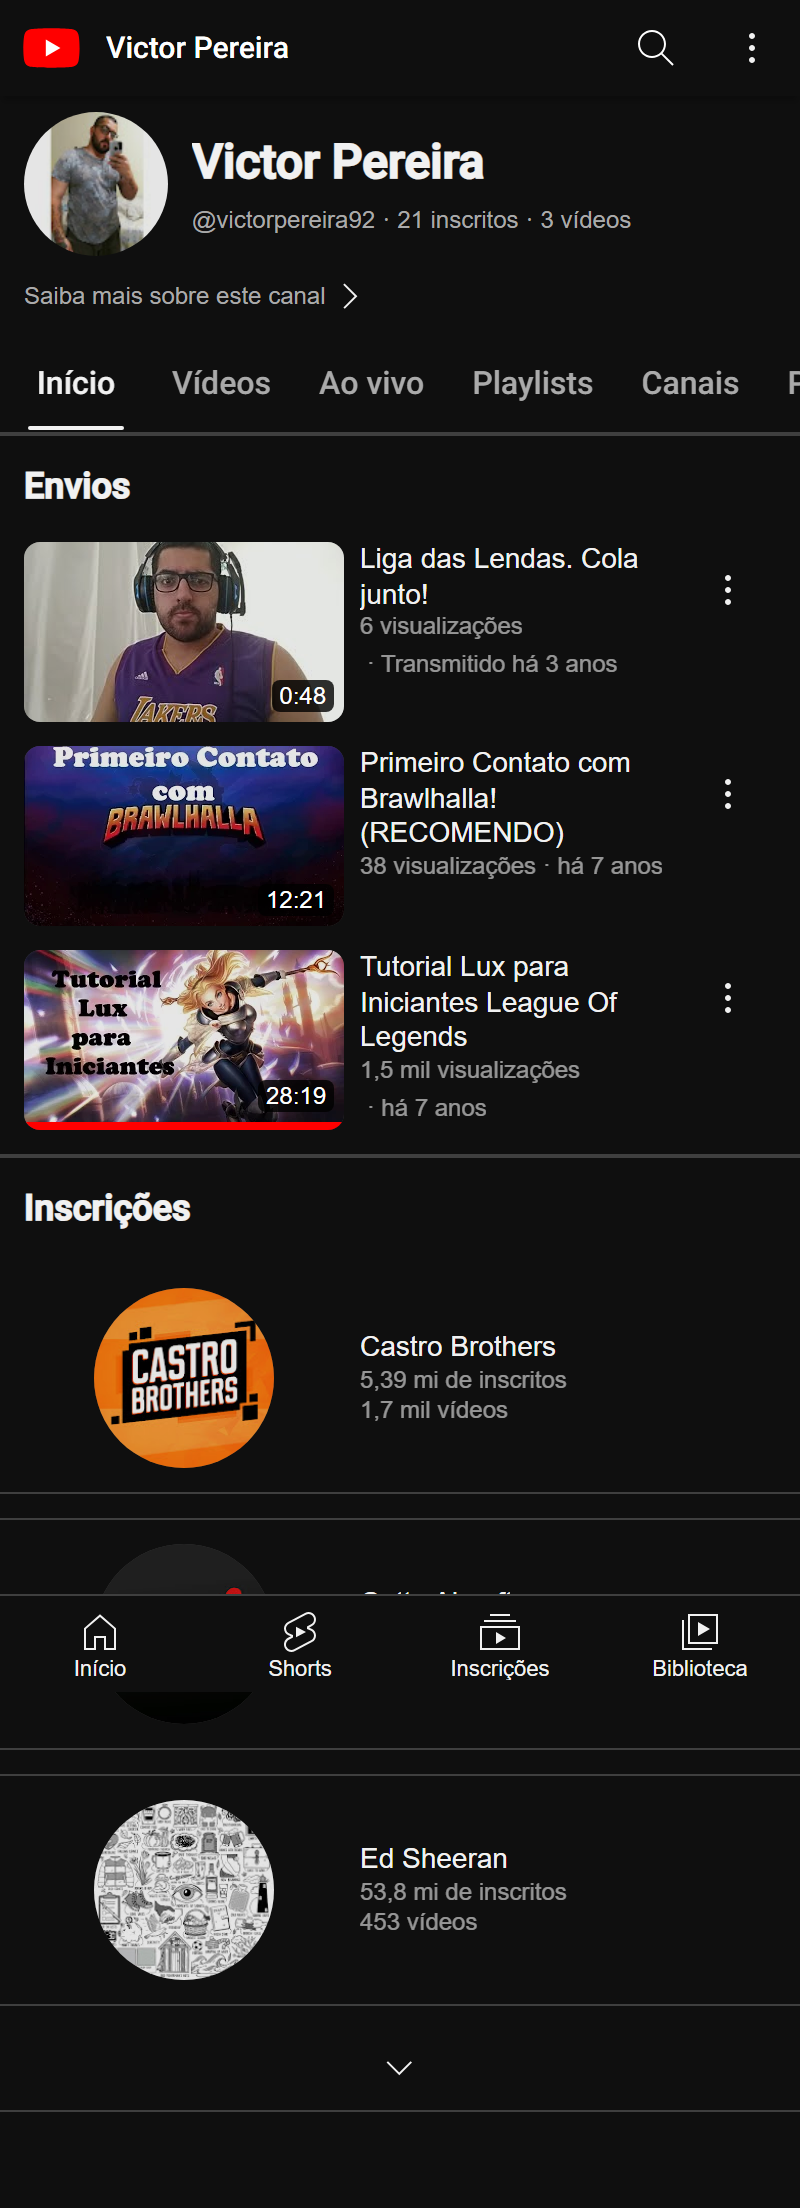 Victor Pereira
Victor Pereira
@victorpereira92 · 21 inscritos · 3 vídeos
Saiba mais sobre este canal
Início Vídeos Ao vivo Playlists Canais
Envios
LAKERS
0:48
Liga das Lendas. Cola
junto!
6 visualizações
· Transmitido há 3 anos
Primeiro Contato
com
BRAWLHALLA
12:21
Primeiro Contato com
Brawlhalla!
(RECOMENDO)
38 visualizações · há 7 anos
Tutorial
Lux
para
Iniciantes
28:19
Tutorial Lux para
Iniciantes League Of
Legends
1,5 mil visualizações
· há 7 anos
Inscrições
CASTRO
BROTHERS
Castro Brothers
5,39 mi de inscritos
1,7 mil vídeos
Início Shorts Inscrições Biblioteca
Ed Sheeran
53,8 mi de inscritos
453 vídeos